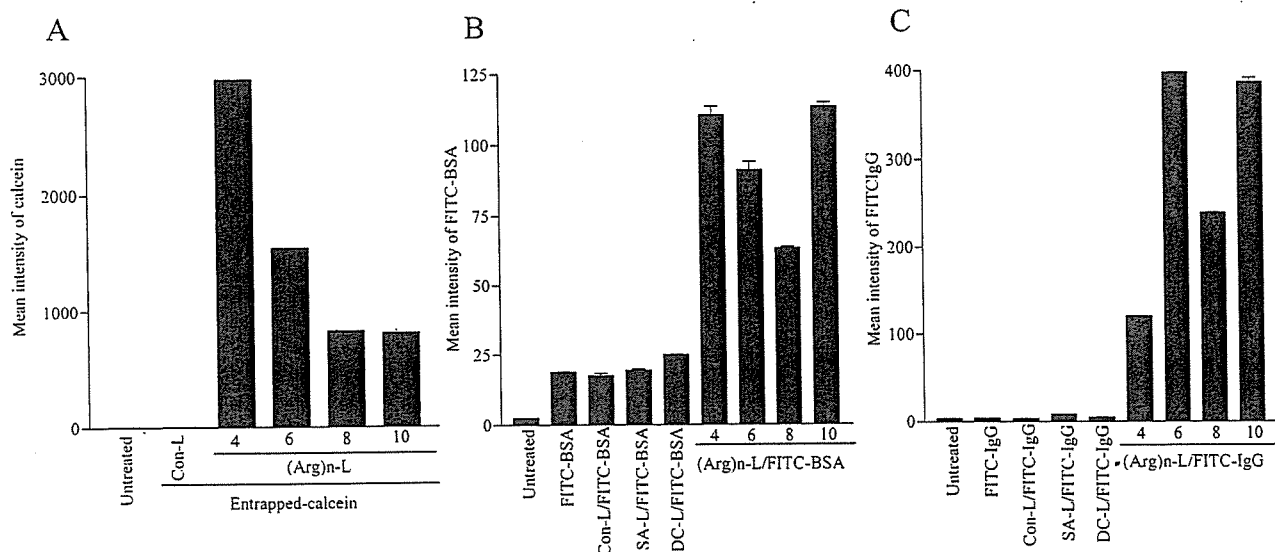 A
Mean intensity of calcein
3000
2000
1000
0
Untreated
Con-L
4 6 8 10
(Arg)n-L
Entrapped-calcein
B
Mean intensity of FITC-BSA
125
100
75
50
25
0
Untreated
FITC-BSA
Con-L/FITC-BSA
SA-L/FITC-BSA
DC-L/FITC-BSA
4 6 8 10
(Arg)n-L/FITC-BSA
C
Mean intensity of FITCIgG
400
300
200
100
0
Untreated
FITC-IgG
Con-L/FITC-IgG
SA-L/FITC-IgG
DC-L/FITC-IgG
4 6 8 10
(Arg)n-L/FITC-IgG